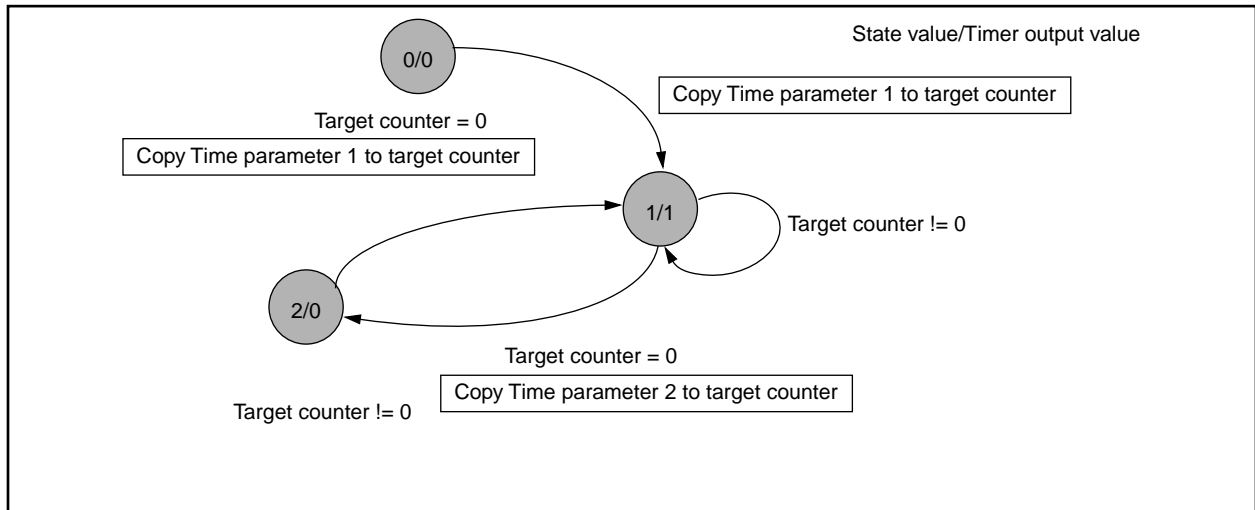 0/0
State value/Timer output value
Copy Time parameter 1 to target counter
Target counter = 0
Copy Time parameter 1 to target counter
1/1
Target counter != 0
2/0
Target counter = 0
Copy Time parameter 2 to target counter
Target counter != 0